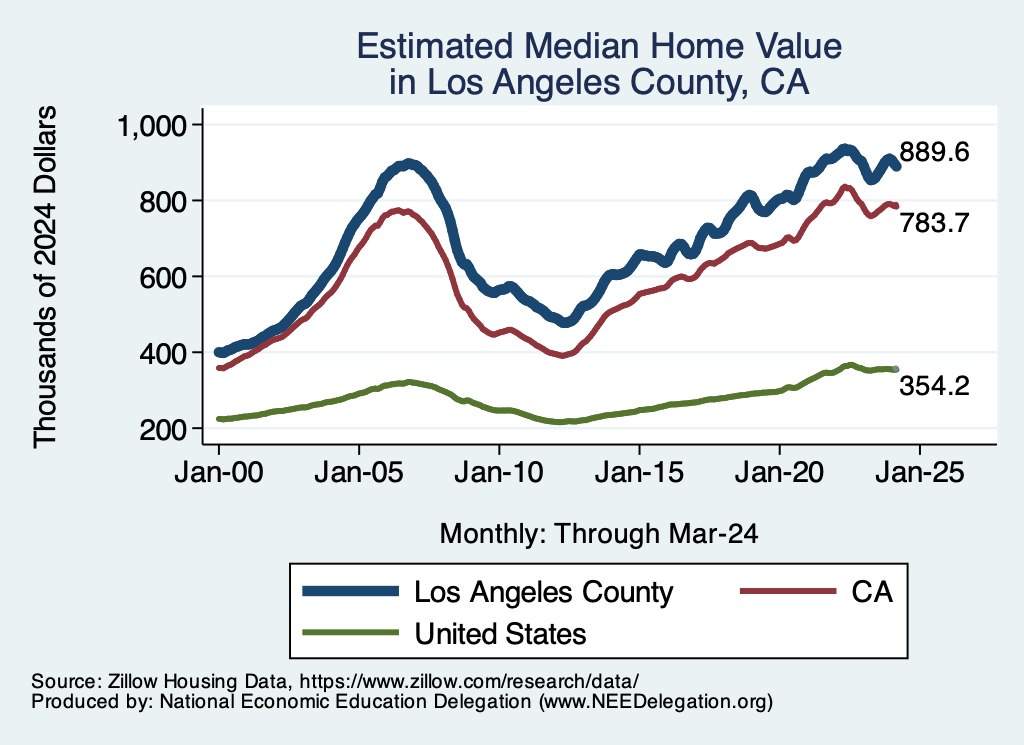 Estimated Median Home Value
in Los Angeles County, CA
Thousands of 2024 Dollars
1,000
800
600
400
200
889.6
783.7
354.2
Jan-00 Jan-05 Jan-10 Jan-15 Jan-20 Jan-25
Monthly: Through Mar-24
Los Angeles County CA
United States
Source: Zillow Housing Data, https://www.zillow.com/research/data/
Produced by: National Economic Education Delegation (www.NEEDelegation.org)